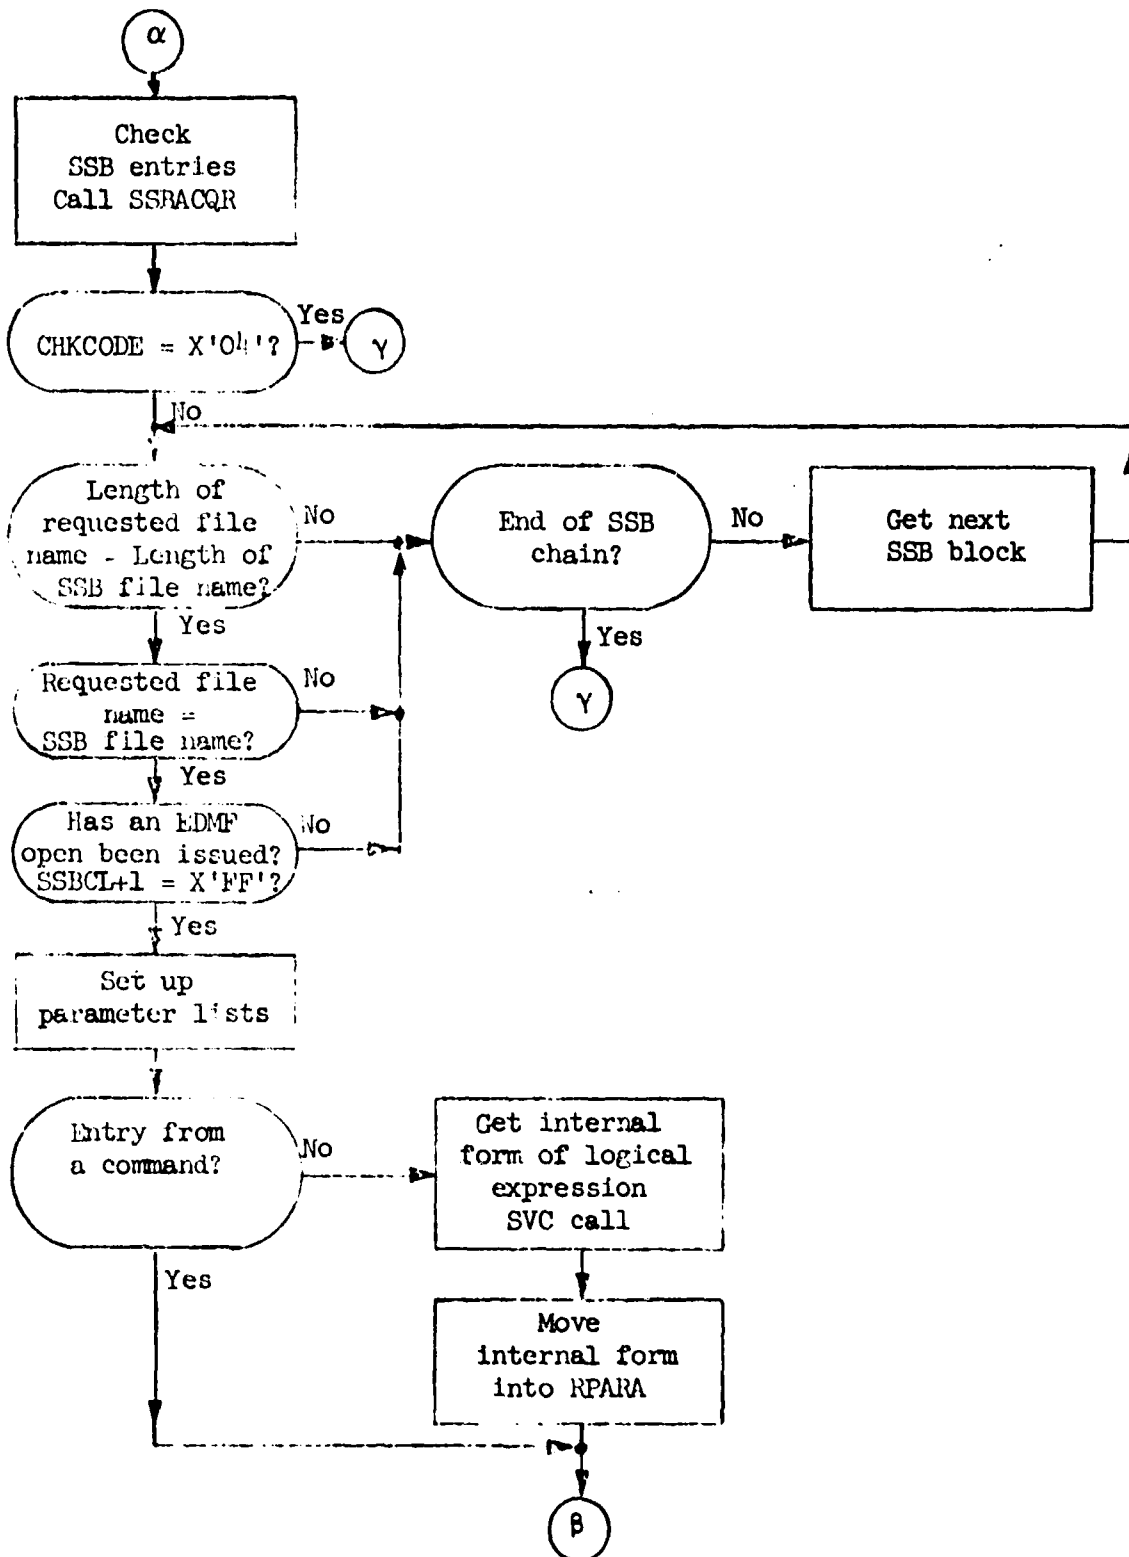 α
Check
SSB entries
Call SSBACQR
CHKCODE = X'04'?
Yes
γ
No
Length of
requested file
name - Length of
SSB file name?
No
End of SSB
chain?
No
Get next
SSB block
Yes
Yes
γ
Requested file
name =
SSB file name?
No
Yes
Has an EDMF
open been issued?
SSBCL+1 = X'FF'?
No
Yes
Set up
parameter lists
Entry from
a command?
No
Get internal
form of logical
expression
SVC call
Yes
Move
internal form
into RPARA
β